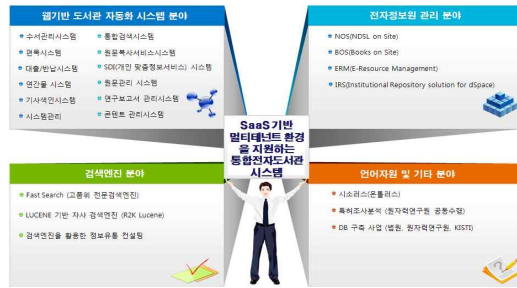 웹기반 도서관 자동화 시스템 분야
수서관리시스템
편목시스템
대출/반납시스템
연간물 시스템
기사색인시스템
시스템관리
통합검색시스템
원문복사서비스시스템
SDI(개인 맞춤정보서비스) 시스템
원문관리 시스템
연구보고서 관리시스템
콘텐트 관리시스템
전자정보원 관리 분야
NOS(NDSL on Site)
BOS(Books on Site)
ERM(E-Resource Management)
IRS(Institutional Repository solution for dSpace)
SaaS 기반
멀티테넌트 환경
을 지원하는
통합전자도서관
시스템
검색엔진 분야
Fast Search (고품위 전문검색엔진)
LUCENE 기반 자사 검색엔진 (R2K Lucene)
검색엔진을 활용한 정보유통 컨설팅
언어자원 및 기타 분야
시소러스(온톨러스)
특허조사분석 (원자력연구원 공동수행)
DB 구축 사업 (법원, 원자력연구원, KISTI)